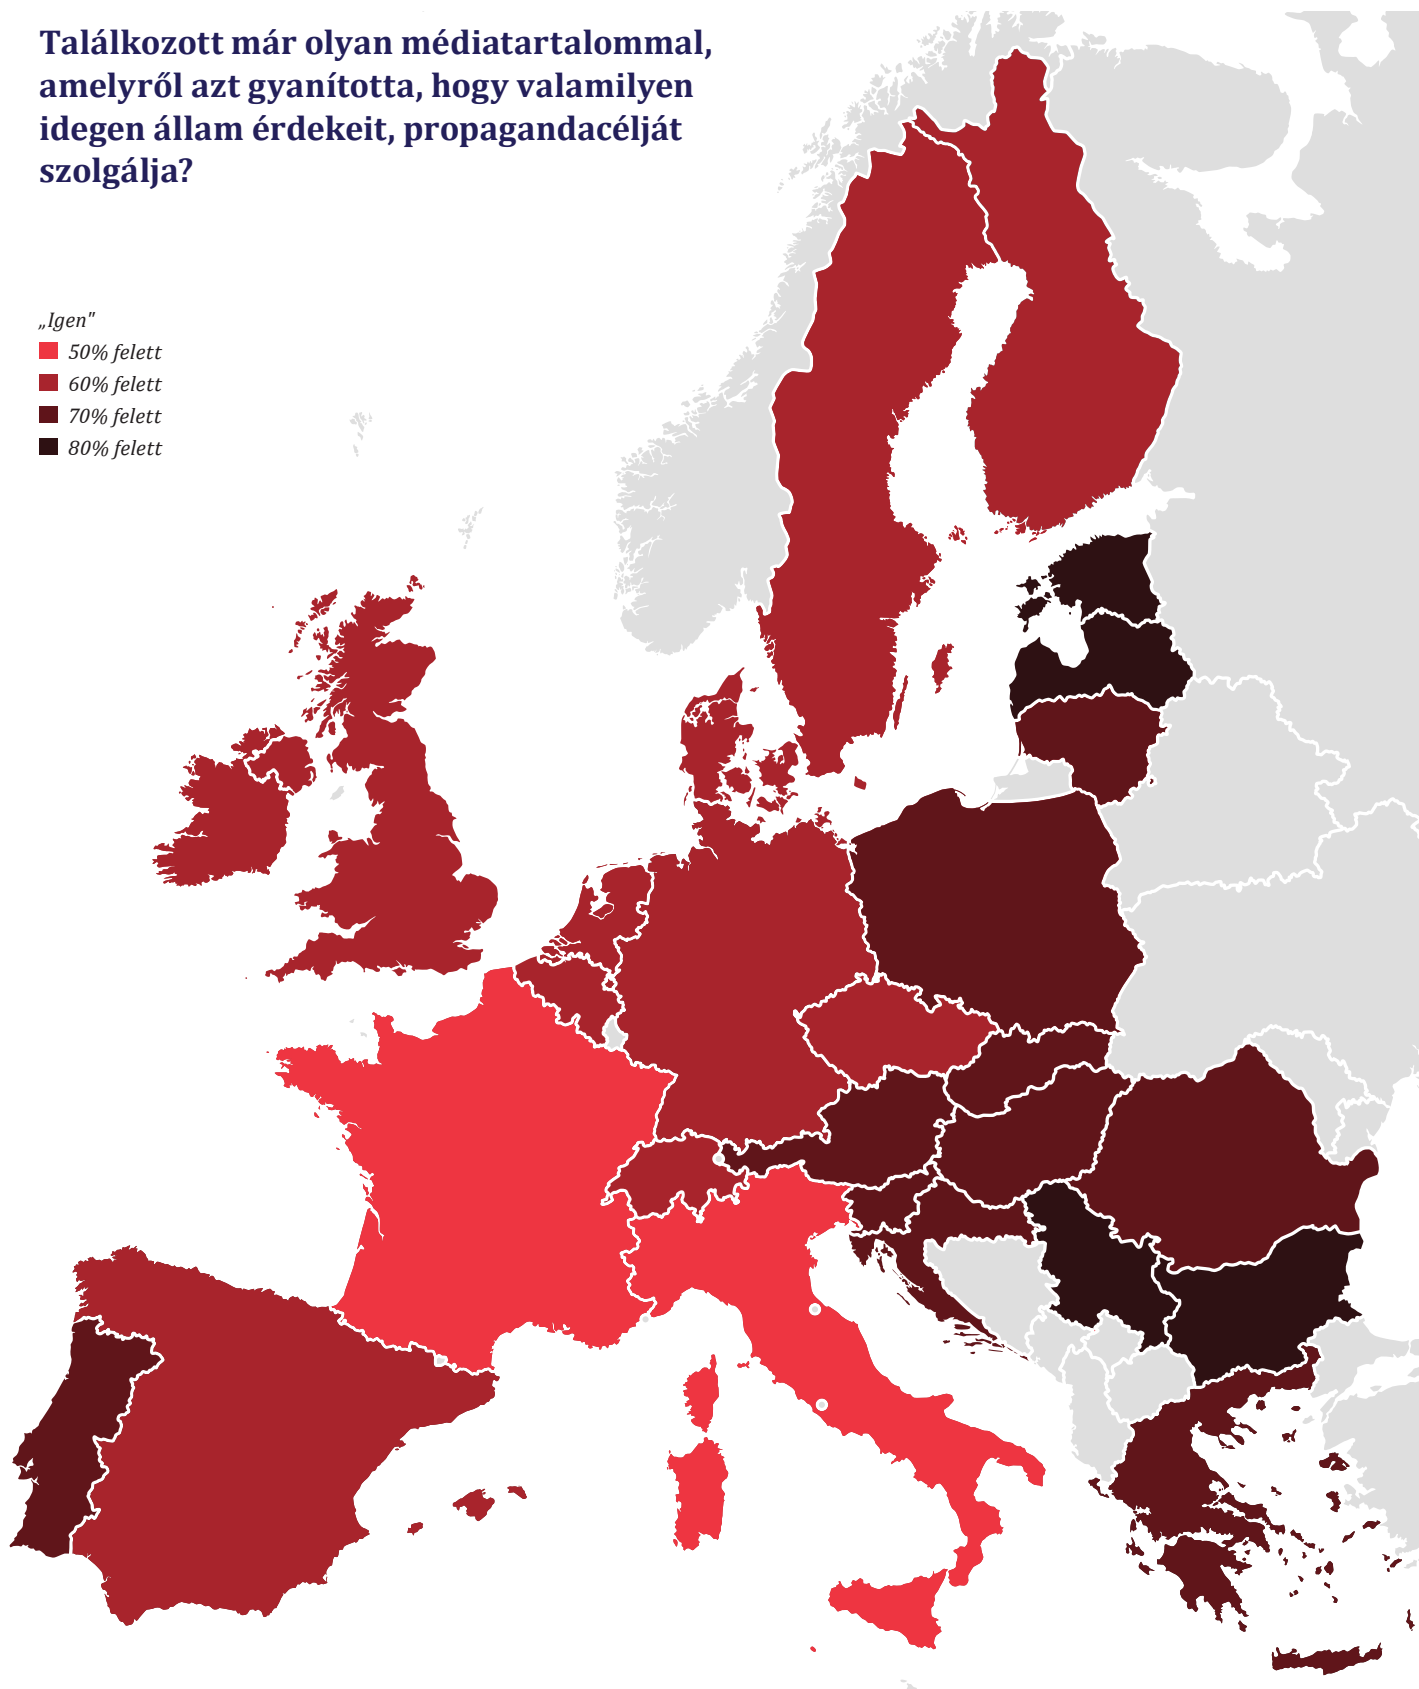 Találkozott már olyan médiatartalommal,
amelyről azt gyanította, hogy valamilyen
idegen állam érdekeit, propagandacélját
szolgálja?
„Igen"
50% felett
60% felett
70% felett
80% felett